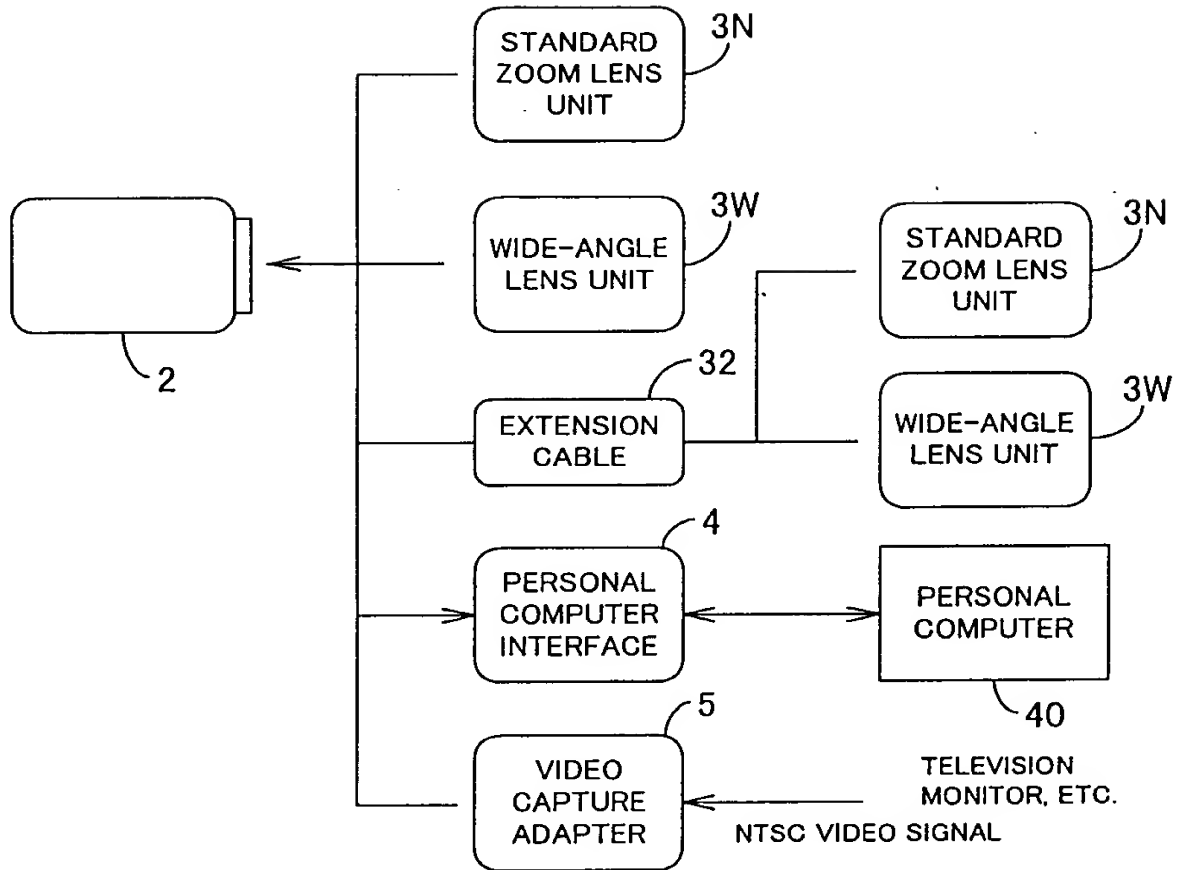 3N
STANDARD
ZOOM LENS
UNIT
3W
WIDE-ANGLE
LENS UNIT
3N
STANDARD
ZOOM LENS
UNIT
2
32
EXTENSION
CABLE
3W
WIDE-ANGLE
LENS UNIT
4
PERSONAL
COMPUTER
INTERFACE
PERSONAL
COMPUTER
40
5
VIDEO
CAPTURE
ADAPTER
TELEVISION
MONITOR, ETC.
NTSC VIDEO SIGNAL